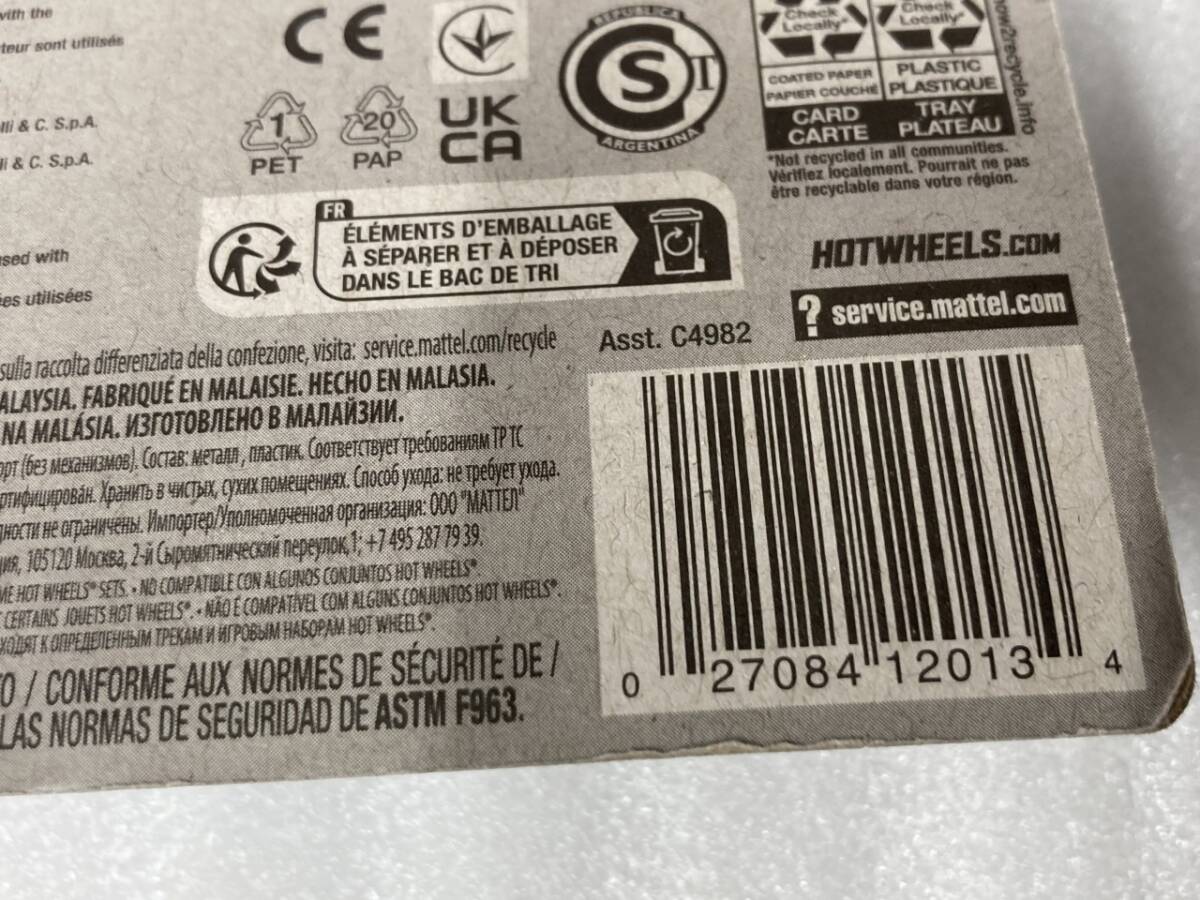 with the
teur sont utilisés
lli & C. S.p.A.
li & C. S.p.A.
used with
ées utilisées
CE
1
PET
20
PAP
UK
CA
REPUBLICA
S T
ARGENTINA
Check Locally*
Check Locally*
COATED PAPER
PAPIER COUCHÉ
PLASTIC
PLASTIQUE
CARD
CARTE
TRAY
PLATEAU
how2recycle.info
*Not recycled in all communities.
Vérifiez localement. Pourrait ne pas
être recyclable dans votre région.
FR
ÉLÉMENTS D'EMBALLAGE
À SÉPARER ET À DÉPOSER
DANS LE BAC DE TRI
HOTWHEELS.COM
? service.mattel.com
sulla raccolta differenziata della confezione, visita: service.mattel.com/recycle
ALAYSIA. FABRIQUÉ EN MALAISIE. HECHO EN MALASIA.
NA MALÁSIA. ИЗГОТОВЛЕНО В МАЛАЙЗИИ.
орт (без механизмов). Состав: металл, пластик. Соответствует требованиям ТР ТС
ртифицирован. Хранить в чистых, сухих помещениях. Способ ухода: не требует ухода.
ности не ограничены. Импортер/Уполномоченная организация: ООО "МАТТЕЛ"
ия, 105120 Москва, 2-й Сыромятнический переулок,1; +7 495 287 79 39.
ME HOT WHEELS® SETS. • NO COMPATIBLE CON ALGUNOS CONJUNTOS HOT WHEELS®
CERTAINS JOUETS HOT WHEELS®. • NÃO É COMPATÍVEL COM ALGUNS CONJUNTOS HOT WHEELS®.
ХОДЯТ К ОПРЕДЕЛЕННЫМ ТРЕКАМ И ИГРОВЫМ НАБОРАМ HOT WHEELS®.
O / CONFORME AUX NORMES DE SÉCURITÉ DE /
LAS NORMAS DE SEGURIDAD DE ASTM F963.
Asst. C4982
0 27084 12013 4